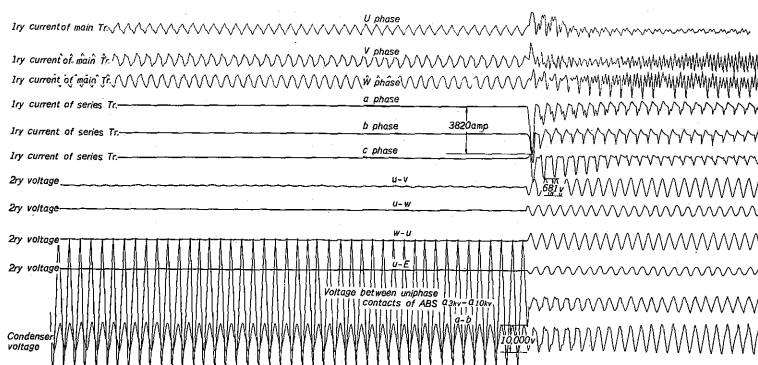 1ry current of main Tr. U phase
1ry current of main Tr. V phase
1ry current of main Tr. W phase
1ry current of series Tr. a phase
3820amp
1ry current of series Tr. b phase
1ry current of series Tr. c phase
2ry voltage u-v
681v
2ry voltage u-w
2ry voltage w-u
2ry voltage u-E
Voltage between uniphase
contacts of ABS a3kv-a10kv
a-b
Condenser
voltage
10,000v